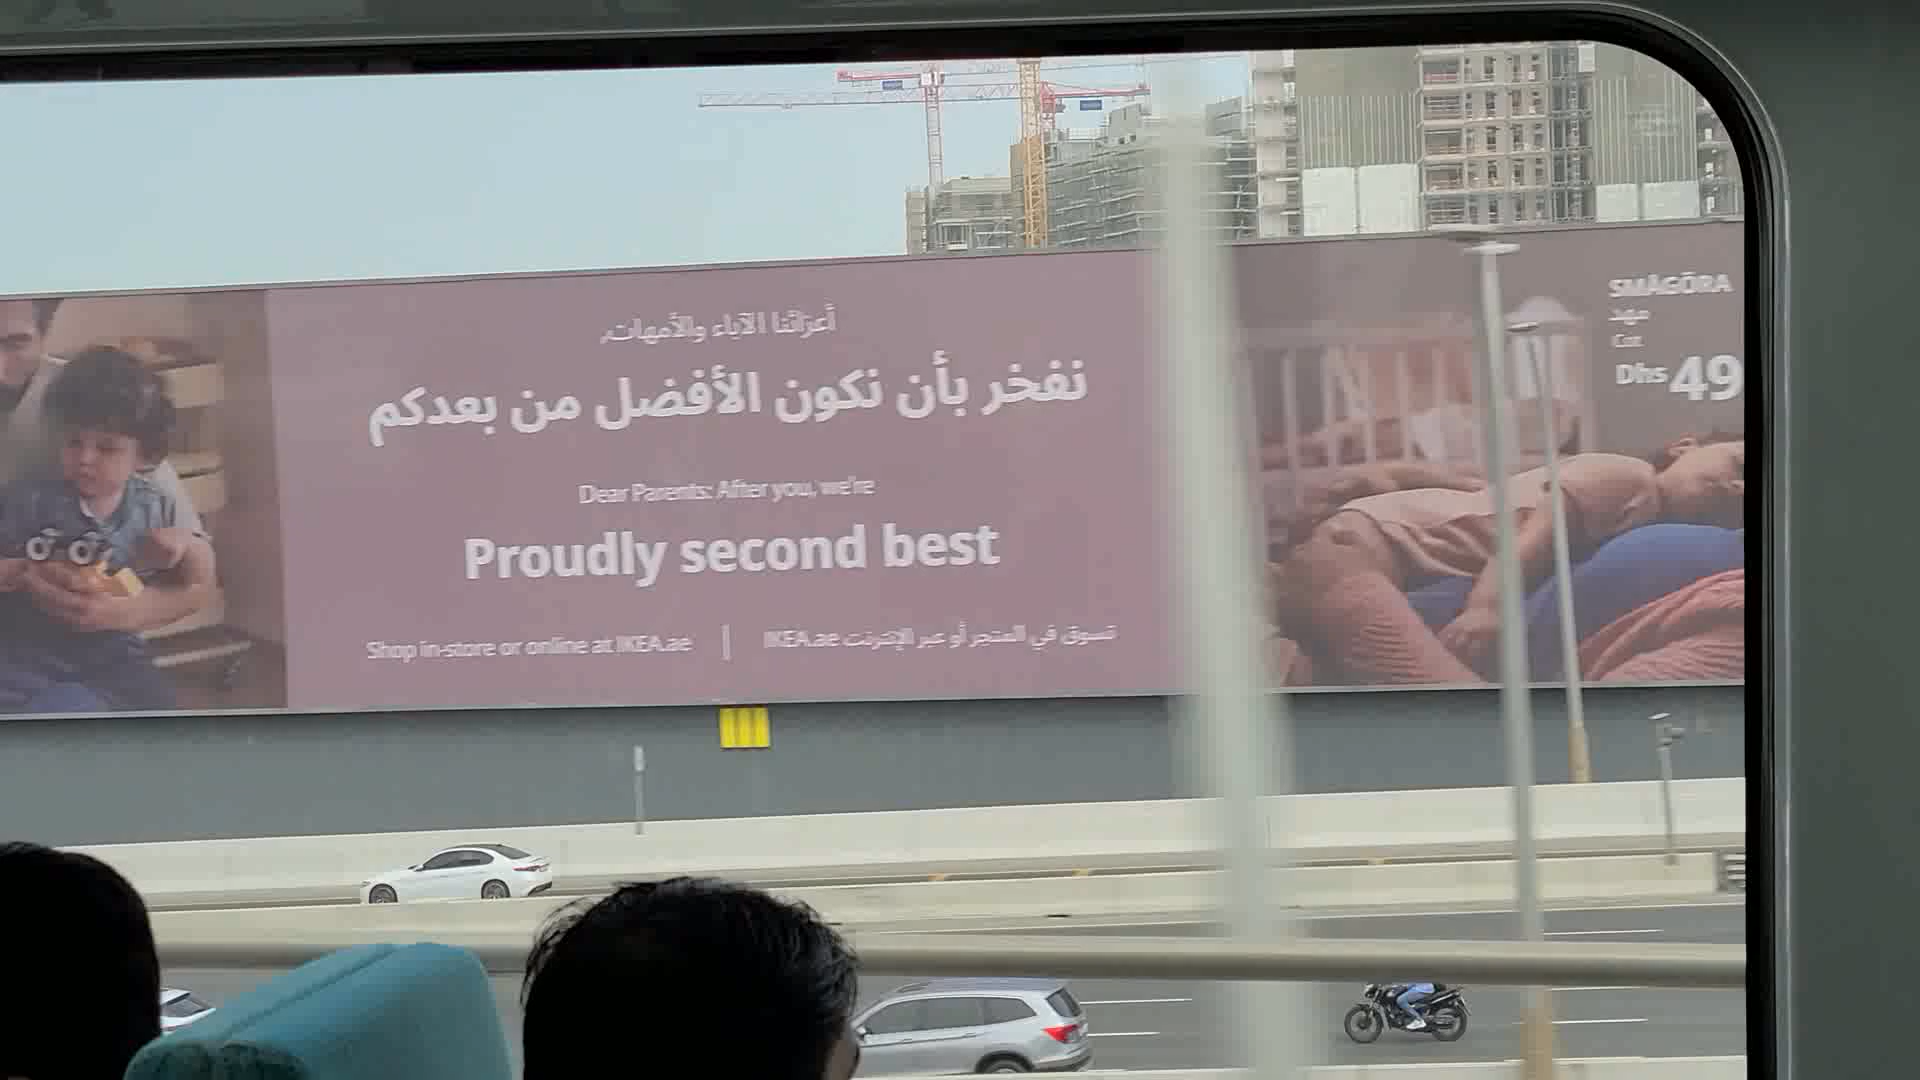 أعزائنا الآباء والأمهات،
نفخر بأن نكون الأفضل من بعدكم
Dear Parents: After you, we're
Proudly second best
Shop in-store or online at IKEA.ae | تسوق في المتجر أو عبر الإنترنت IKEA.ae
SMÅGÖRA
مهد
Cot
Dhs 49